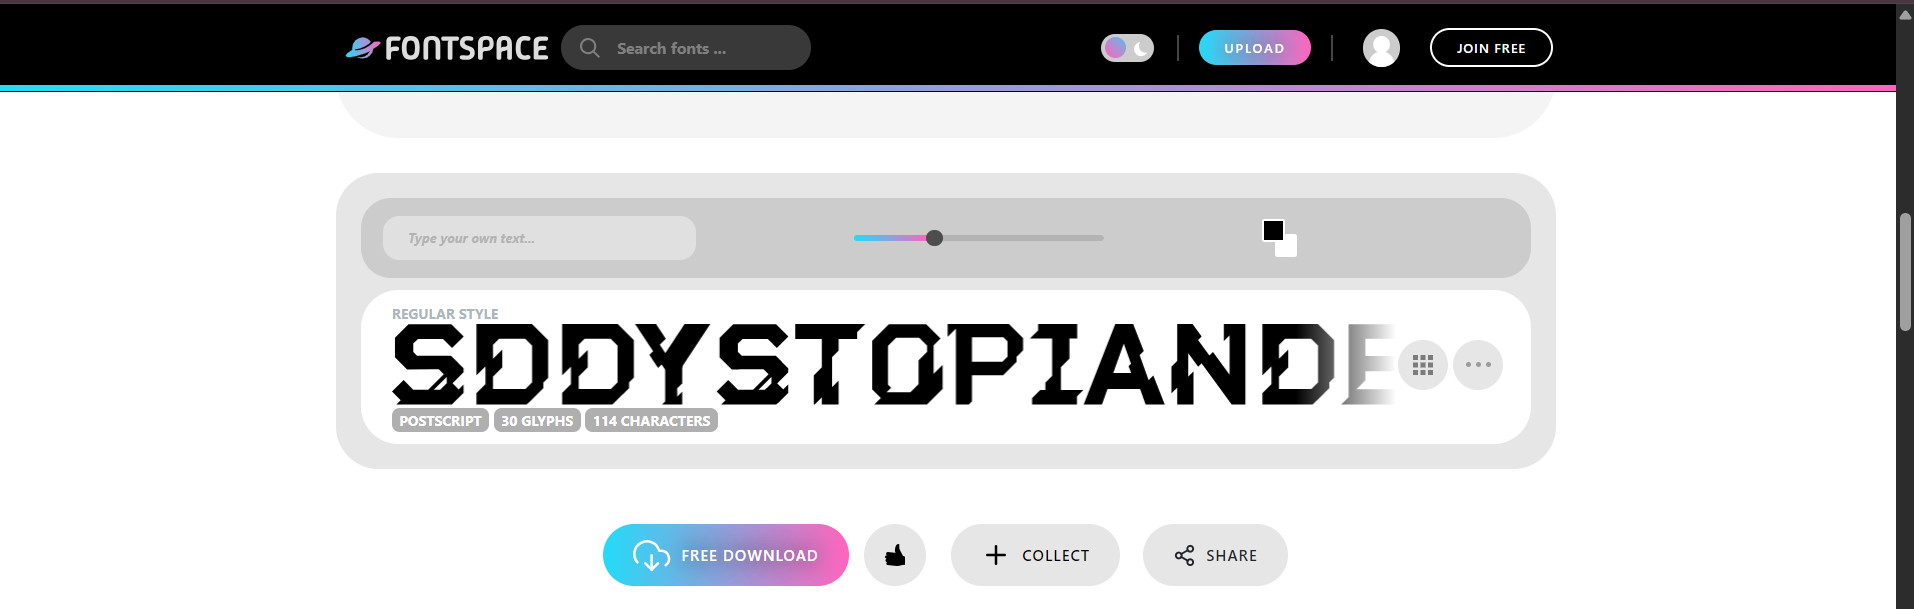 FONTSPACE
Search fonts ...
UPLOAD
JOIN FREE
Type your own text...
REGULAR STYLE
SDDYSTOPIANDE
POSTSCRIPT 30 GLYPHS 114 CHARACTERS
FREE DOWNLOAD
COLLECT
SHARE